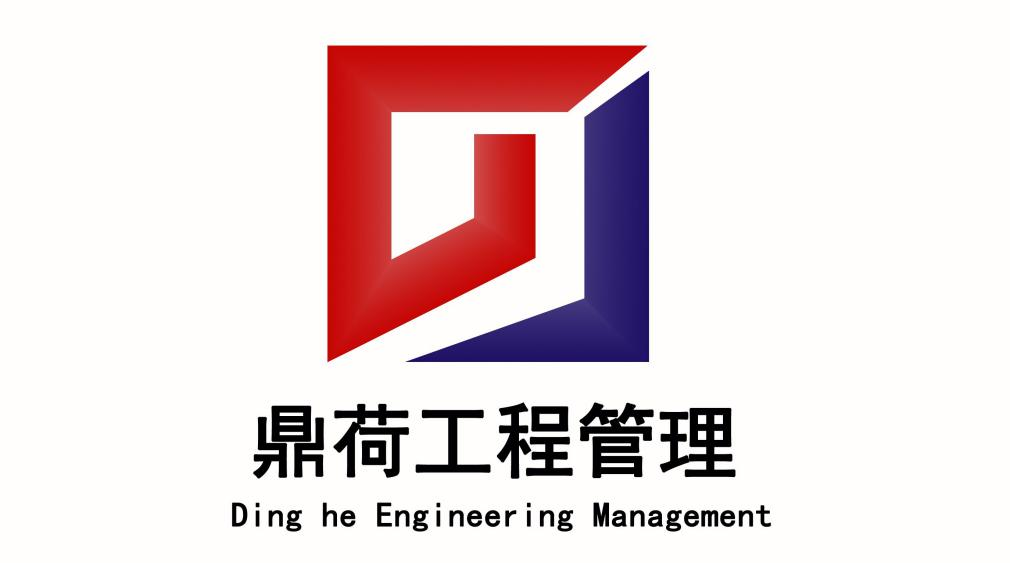 鼎荷工程管理
Ding he Engineering Management